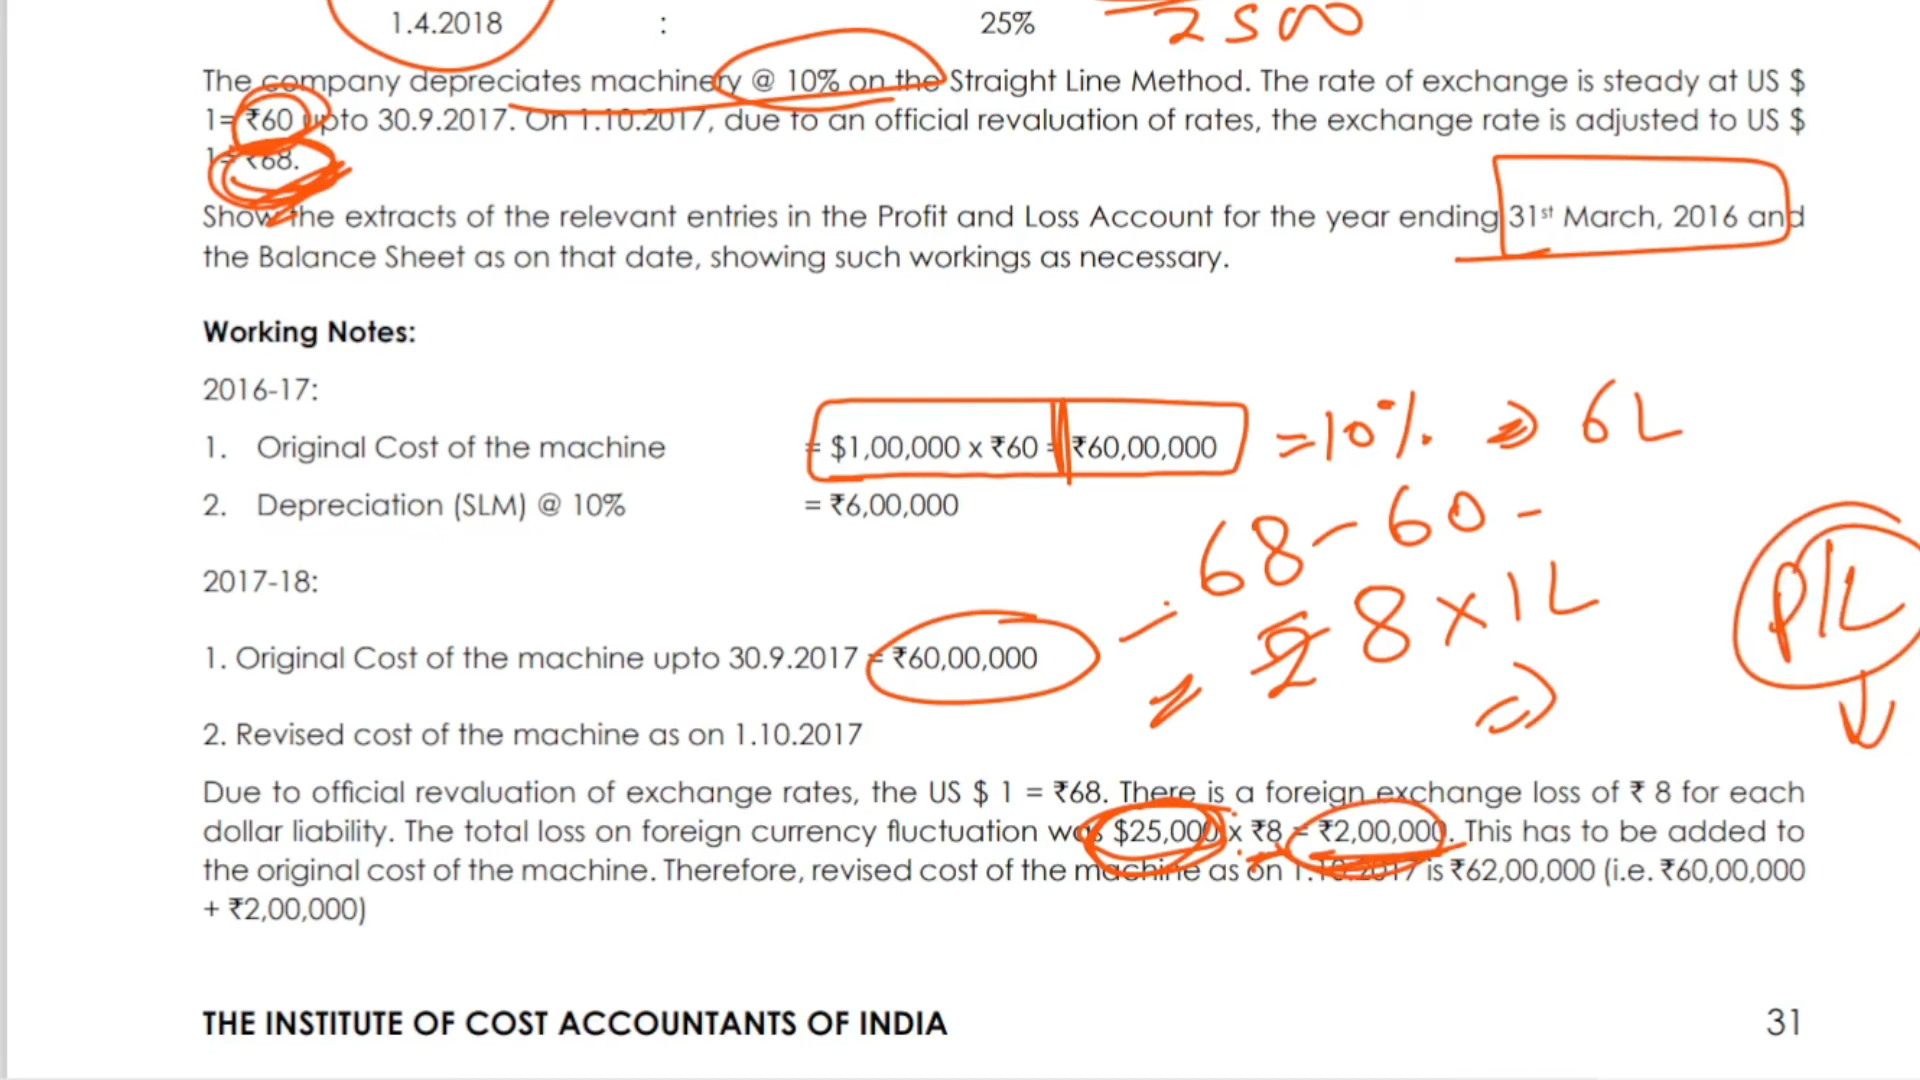 1.4.2018 : 25% 2500
The company depreciates machinery @ 10% on the Straight Line Method. The rate of exchange is steady at US $
1= ₹60 upto 30.9.2017. On 1.10.2017, due to an official revaluation of rates, the exchange rate is adjusted to US $
1= ₹68.
Show the extracts of the relevant entries in the Profit and Loss Account for the year ending 31st March, 2016 and
the Balance Sheet as on that date, showing such workings as necessary.
Working Notes:
2016-17:
1. Original Cost of the machine = $1,00,000 x ₹60 = ₹60,00,000 = 10% ⇒ 6L
2. Depreciation (SLM) @ 10% = ₹6,00,000
68 - 60 -
2017-18:
= 8 x 1L
P/L
1. Original Cost of the machine upto 30.9.2017 = ₹60,00,000
2. Revised cost of the machine as on 1.10.2017
Due to official revaluation of exchange rates, the US $ 1 = ₹68. There is a foreign exchange loss of ₹ 8 for each
dollar liability. The total loss on foreign currency fluctuation was $25,000 x ₹8 = ₹2,00,000. This has to be added to
the original cost of the machine. Therefore, revised cost of the machine as on 1.10.2017 is ₹62,00,000 (i.e. ₹60,00,000
+ ₹2,00,000)
THE INSTITUTE OF COST ACCOUNTANTS OF INDIA 31